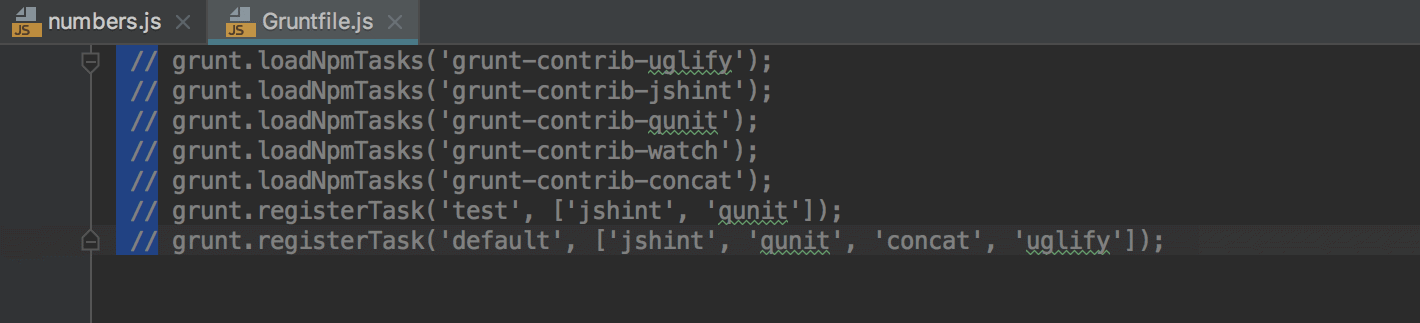 JS numbers.js × JS Gruntfile.js ×
// grunt.loadNpmTasks('grunt-contrib-uglify');
// grunt.loadNpmTasks('grunt-contrib-jshint');
// grunt.loadNpmTasks('grunt-contrib-qunit');
// grunt.loadNpmTasks('grunt-contrib-watch');
// grunt.loadNpmTasks('grunt-contrib-concat');
// grunt.registerTask('test', ['jshint', 'qunit']);
// grunt.registerTask('default', ['jshint', 'qunit', 'concat', 'uglify']);